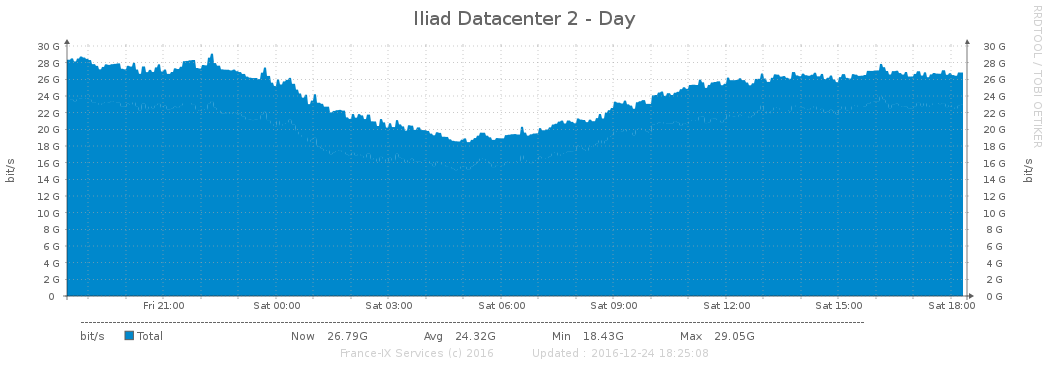 Iliad Datacenter 2 - Day
RRDTOOL / TOBI OETIKER
30 G 30 G
28 G 28 G
26 G 26 G
24 G 24 G
22 G 22 G
20 G 20 G
18 G 18 G
16 G 16 G
14 G 14 G
12 G 12 G
10 G 10 G
8 G 8 G
6 G 6 G
4 G 4 G
2 G 2 G
0 0 G
bit/s bit/s
Fri 21:00 Sat 00:00 Sat 03:00 Sat 06:00 Sat 09:00 Sat 12:00 Sat 15:00 Sat 18:00
bit/s Total Now 26.79G Avg 24.32G Min 18.43G Max 29.05G
France-IX Services (c) 2016 Updated : 2016-12-24 18:25:08